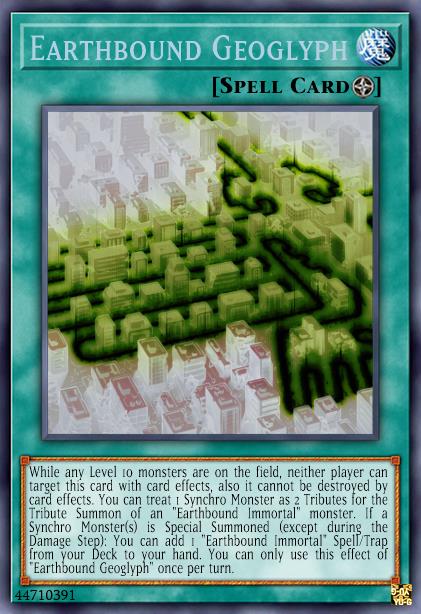 EARTHBOUND GEOGLYPH 魔
[SPELL CARD]
While any Level 10 monsters are on the field, neither player can
target this card with card effects, also it cannot be destroyed by
card effects. You can treat 1 Synchro Monster as 2 Tributes for the
Tribute Summon of an "Earthbound Immortal" monster. If a
Synchro Monster(s) is Special Summoned (except during the
Damage Step): You can add 1 "Earthbound Immortal" Spell/Trap
from your Deck to your hand. You can only use this effect of
"Earthbound Geoglyph" once per turn.
44710391